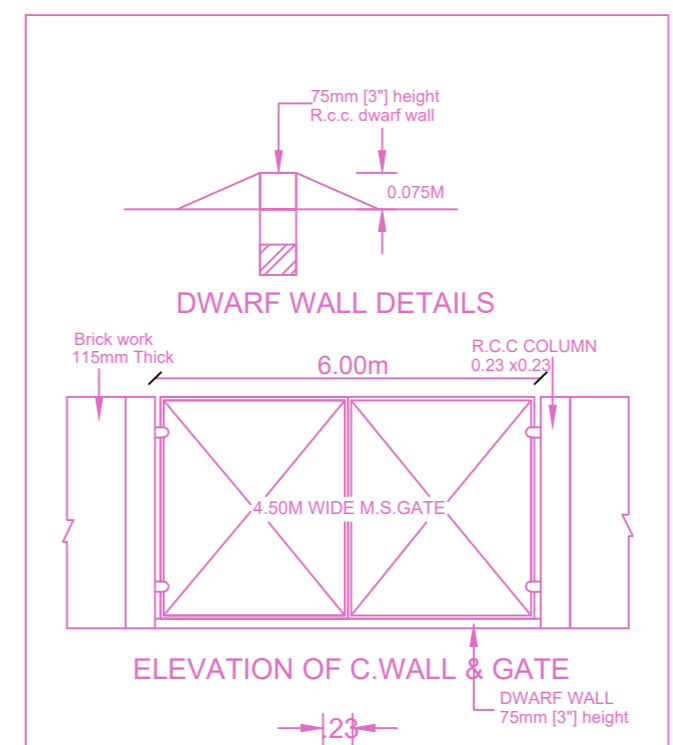 75mm [3"] height
R.c.c. dwarf wall
0.075M
DWARF WALL DETAILS
Brick work
115mm Thick
6.00m
R.C.C COLUMN
0.23 x0.23
4.50M WIDE M.S.GATE
ELEVATION OF C.WALL & GATE
DWARF WALL
75mm [3"] height
.23